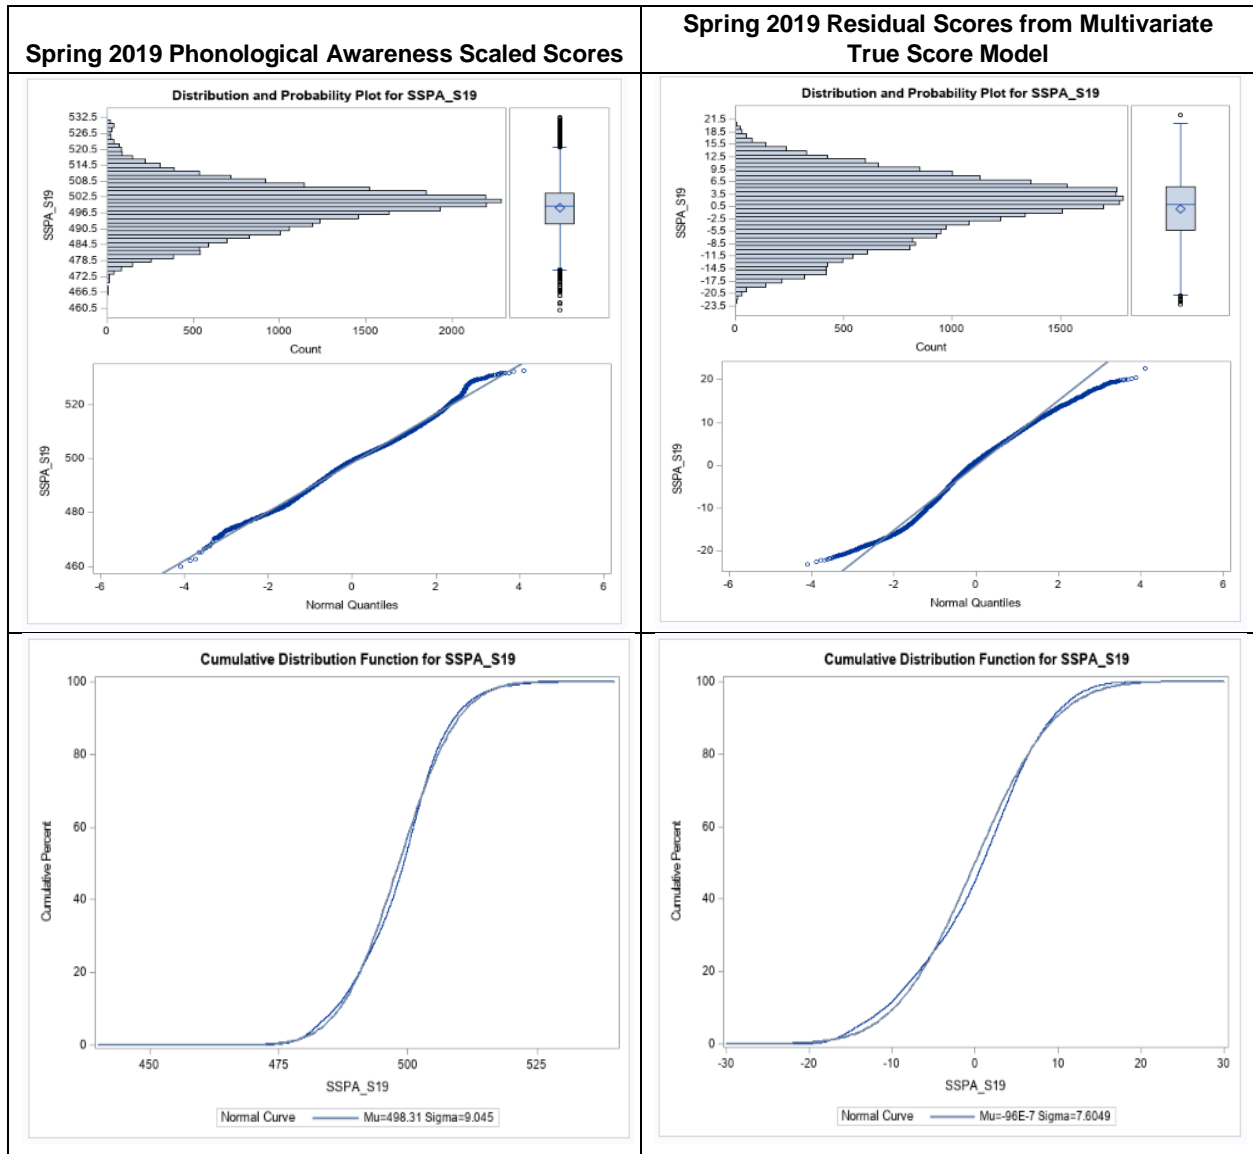 Spring 2019 Phonological Awareness Scaled Scores
Spring 2019 Residual Scores from Multivariate
True Score Model
Distribution and Probability Plot for SSPA_S19
532.5
526.5
520.5
514.5
508.5
502.5
496.5
490.5
484.5
478.5
472.5
466.5
460.5
SSPA_S19
0 500 1000 1500 2000
Count
520
500
480
460
SSPA_S19
-6 -4 -2 0 2 4 6
Normal Quantiles
Distribution and Probability Plot for SSPA_S19
21.5
18.5
15.5
12.5
9.5
6.5
3.5
0.5
-2.5
-5.5
-8.5
-11.5
-14.5
-17.5
-20.5
-23.5
SSPA_S19
0 500 1000 1500
Count
20
10
0
-10
-20
SSPA_S19
-6 -4 -2 0 2 4 6
Normal Quantiles
Cumulative Distribution Function for SSPA_S19
100
80
60
40
20
0
Cumulative Percent
450 475 500 525
SSPA_S19
Normal Curve Mu=498.31 Sigma=9.045
Cumulative Distribution Function for SSPA_S19
100
80
60
40
20
0
Cumulative Percent
-30 -20 -10 0 10 20 30
SSPA_S19
Normal Curve Mu=-96E-7 Sigma=7.6049